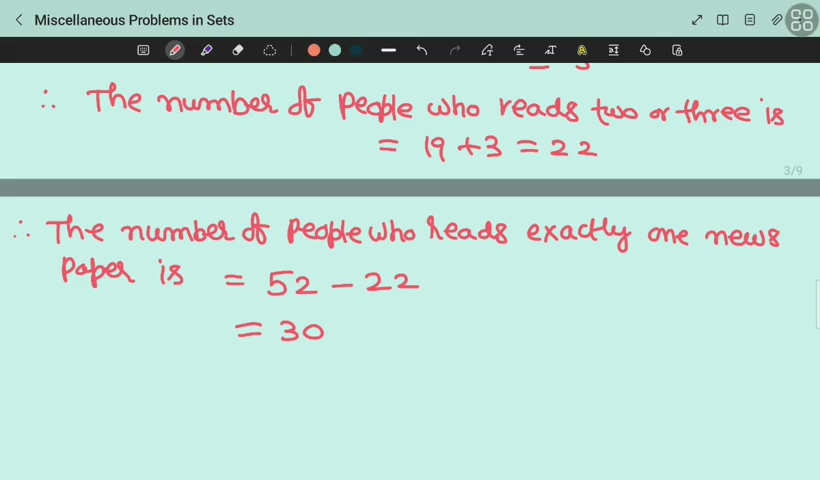 Miscellaneous Problems in Sets
∴ The number of people who reads two or three is
= 19 + 3 = 22
3/9
∴ The number of people who reads exactly one news
paper is = 52 - 22
= 30